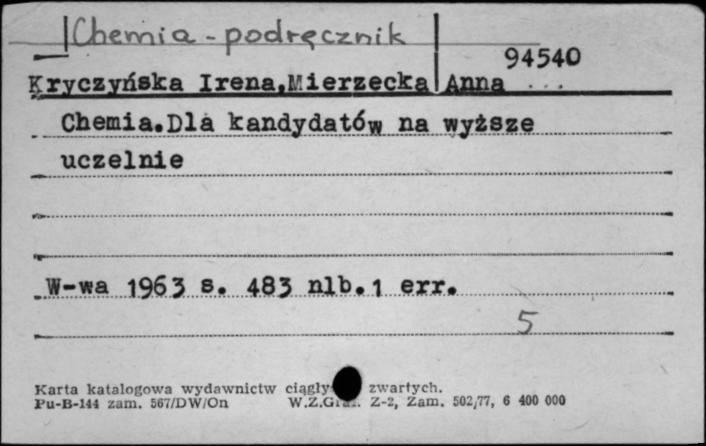 Chemia - podręcznik
94540
Kryczyńska Irena, Mierzecka Anna ...
Chemia. Dla kandydatów na wyższe
uczelnie
W-wa 1963 s. 483 nlb. 1 err.
5
Karta katalogowa wydawnictw zwartych.
Pu-B-144 zam. 567/DW/On W.Z.Graf. Z-2, Zam. 502/77, 6 400 000